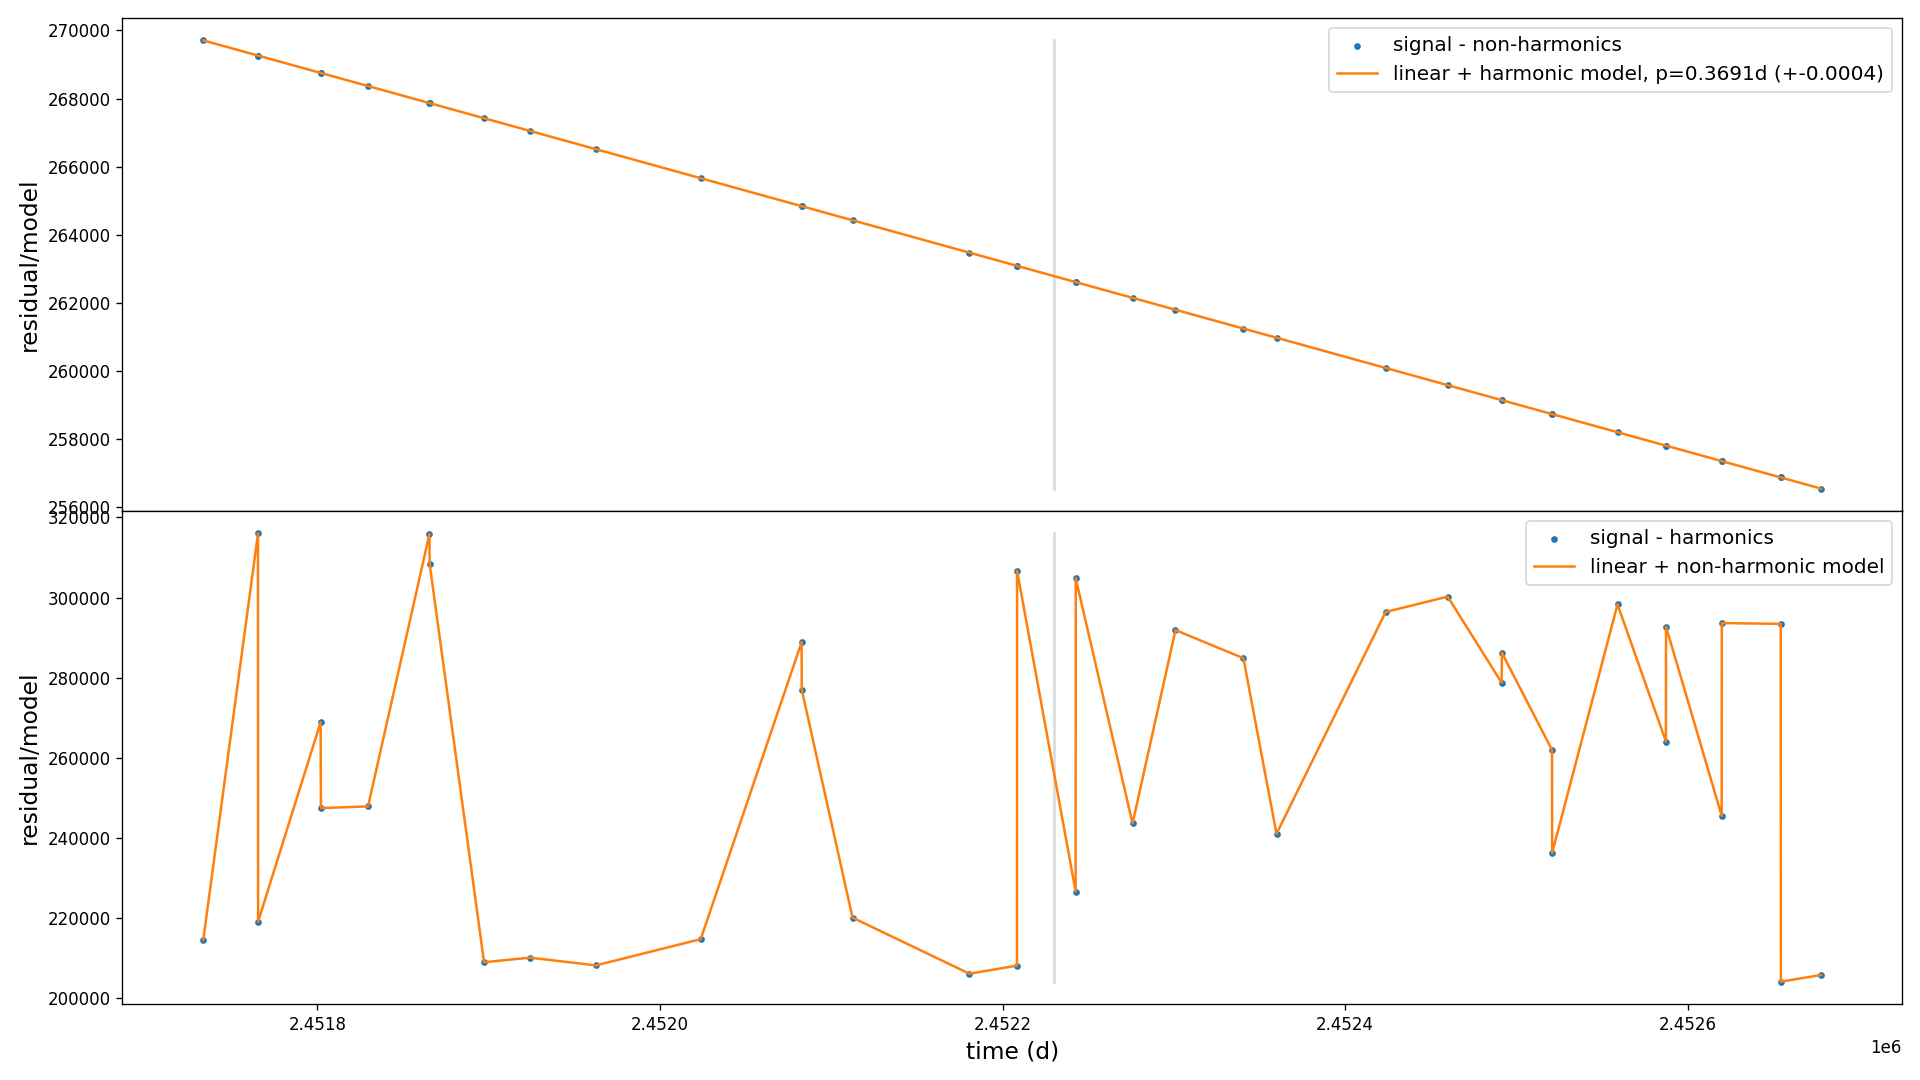 270000
268000
266000
264000
262000
260000
258000
256000
residual/model
signal - non-harmonics
linear + harmonic model, p=0.3691d (+-0.0004)
320000
300000
280000
260000
240000
220000
200000
residual/model
signal - harmonics
linear + non-harmonic model
2.4518 2.4520 2.4522 2.4524 2.4526
1e6
time (d)